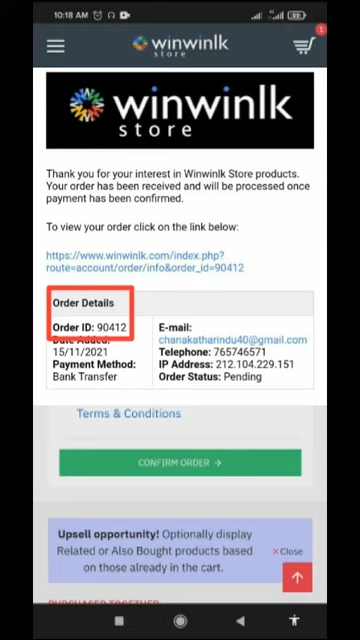 10:18 AM
89
1
winwinlk
store
winwinlk
store
Thank you for your interest in Winwinlk Store products.
Your order has been received and will be processed once
payment has been confirmed.
To view your order click on the link below:
https://www.winwinlk.com/index.php?
route=account/order/info&order_id=90412
Order Details
Order ID: 90412
Date Added:
15/11/2021
Payment Method:
Bank Transfer
E-mail:
chanakatharindu40@gmail.com
Telephone: 765746571
IP Address: 212.104.229.151
Order Status: Pending
Terms & Conditions
CONFIRM ORDER →
Upsell opportunity! Optionally display
Related or Also Bought products based
on those already in the cart.
× Close
PURCHASED TOGETHER